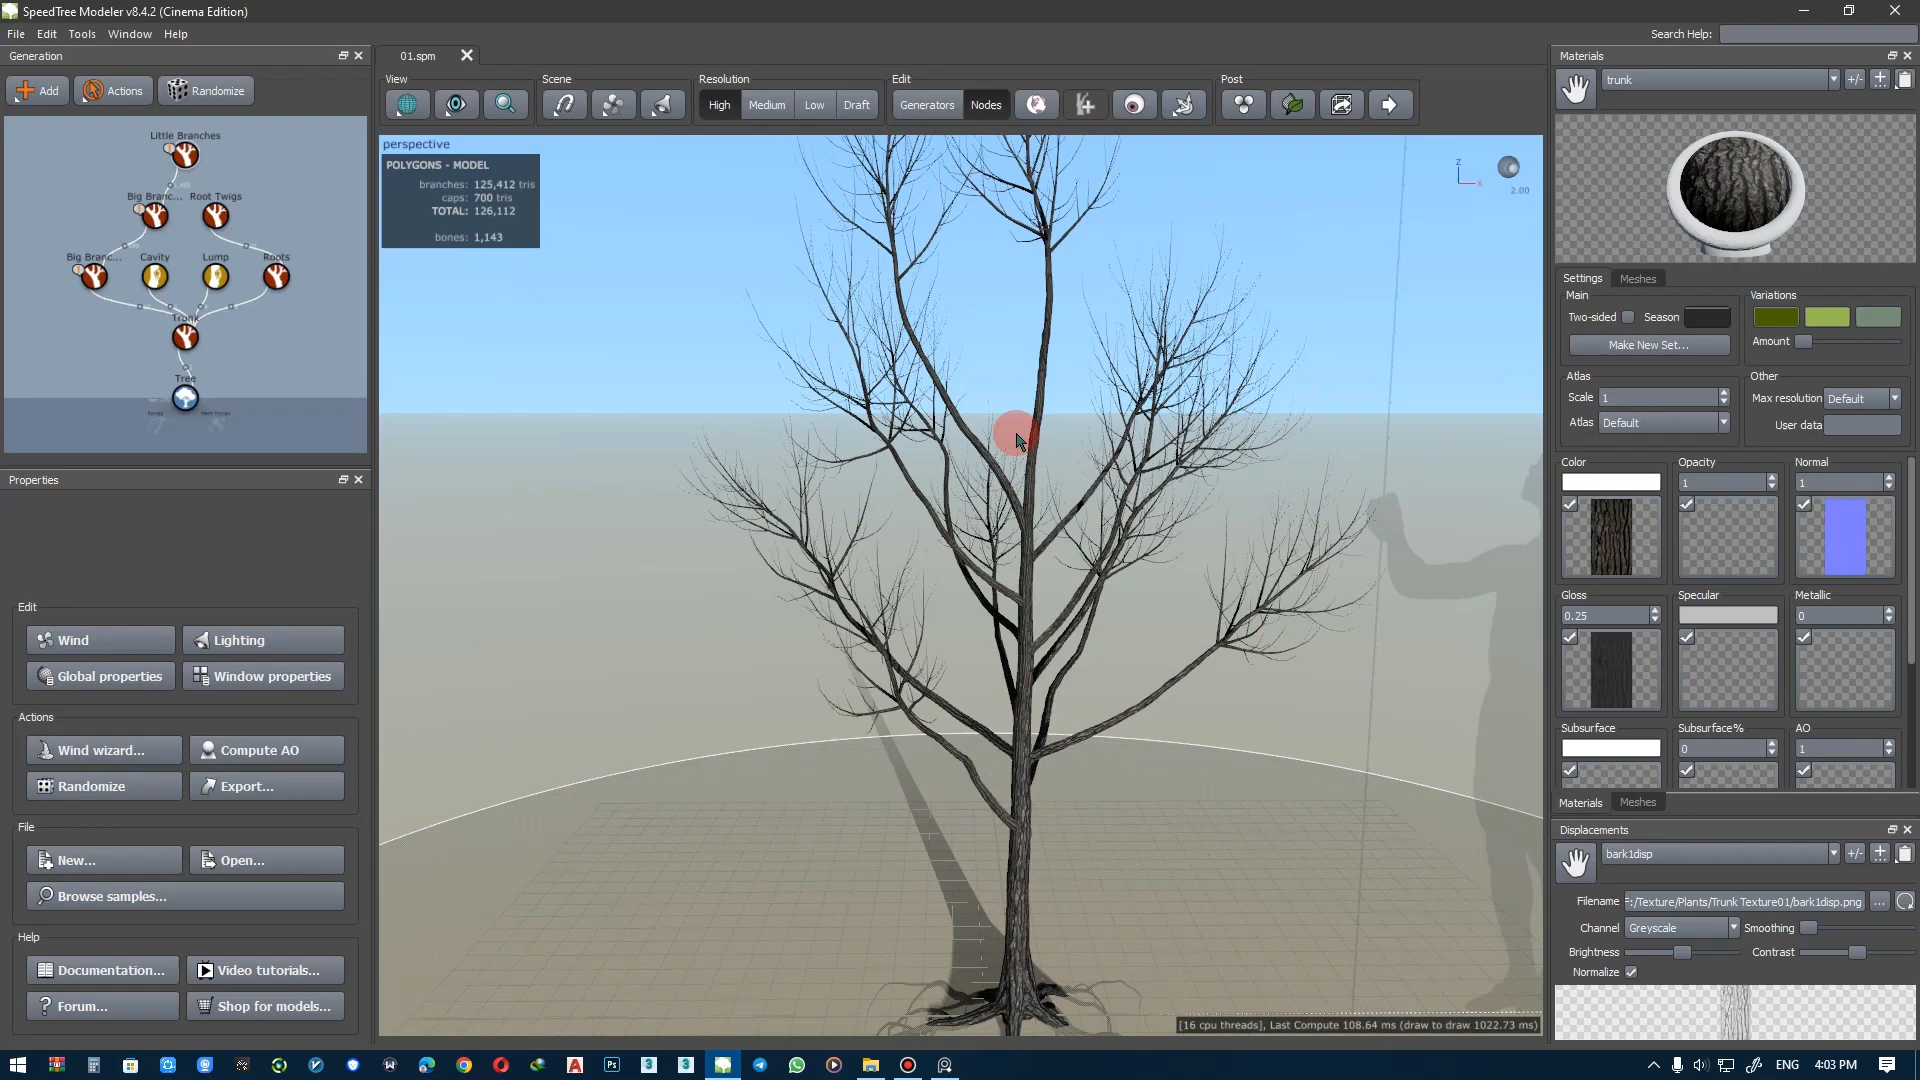 SpeedTree Modeler v8.4.2 (Cinema Edition)
File Edit Tools Window Help
Search Help:
Generation
Add Actions Randomize
Little Branches
Big Branc... Root Twigs
Big Branc... Cavity Lump Roots
Trunk
Tree
Properties
Edit
Wind Lighting
Global properties Window properties
Actions
Wind wizard... Compute AO
Randomize Export...
File
New... Open...
Browse samples...
Help
Documentation... Video tutorials...
Forum... Shop for models...
01.spm
View Scene Resolution Edit Post
High Medium Low Draft Generators Nodes
perspective
POLYGONS - MODEL
branches: 125,412 tris
caps: 700 tris
TOTAL: 126,112
bones: 1,143
z
x
2.00
[16 cpu threads], Last Compute 108.64 ms (draw to draw 1022.73 ms)
Materials
trunk
+/-
Settings Meshes
Main Variations
Two-sided Season
Make New Set... Amount
Atlas Other
Scale 1 Max resolution Default
Atlas Default User data
Color Opacity Normal
1 1
Gloss Specular Metallic
0.25 0
Subsurface Subsurface% AO
0 1
Materials Meshes
Displacements
bark1disp
+/-
Filename F:/Texture/Plants/Trunk Texture01/bark1disp.png ...
Channel Greyscale Smoothing
Brightness Contrast
Normalize
ENG 4:03 PM